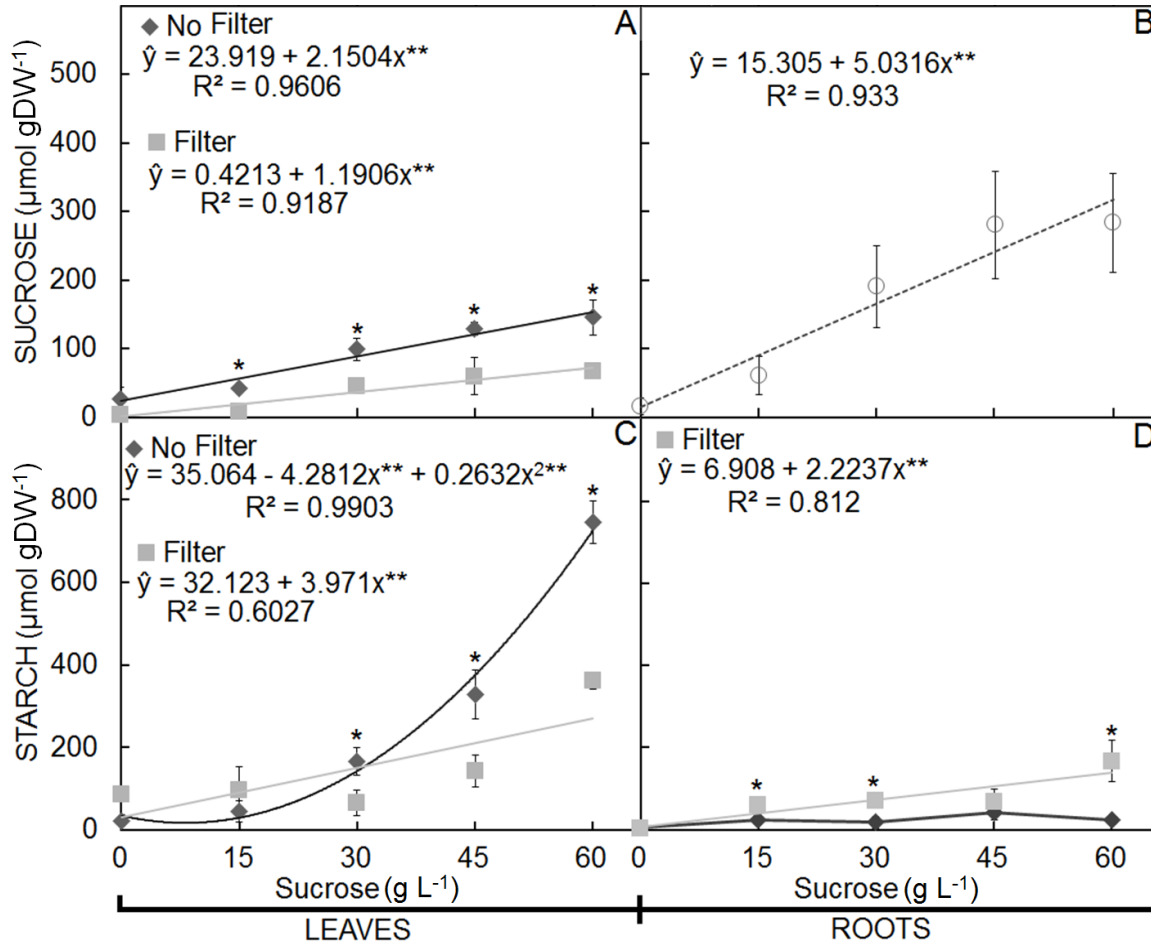 A
◆ No Filter
ŷ = 23.919 + 2.1504x**
R² = 0.9606
■ Filter
ŷ = 0.4213 + 1.1906x**
R² = 0.9187
SUCROSE (µmol gDW⁻¹)
500
400
300
200
100
0
*
*
*
*
B
ŷ = 15.305 + 5.0316x**
R² = 0.933
C
◆ No Filter
ŷ = 35.064 - 4.2812x** + 0.2632x²**
R² = 0.9903
■ Filter
ŷ = 32.123 + 3.971x**
R² = 0.6027
STARCH (µmol gDW⁻¹)
800
600
400
200
0
*
*
*
D
■ Filter
ŷ = 6.908 + 2.2237x**
R² = 0.812
*
*
*
0 15 30 45 60
Sucrose (g L⁻¹)
0 15 30 45 60
Sucrose (g L⁻¹)
LEAVES
ROOTS